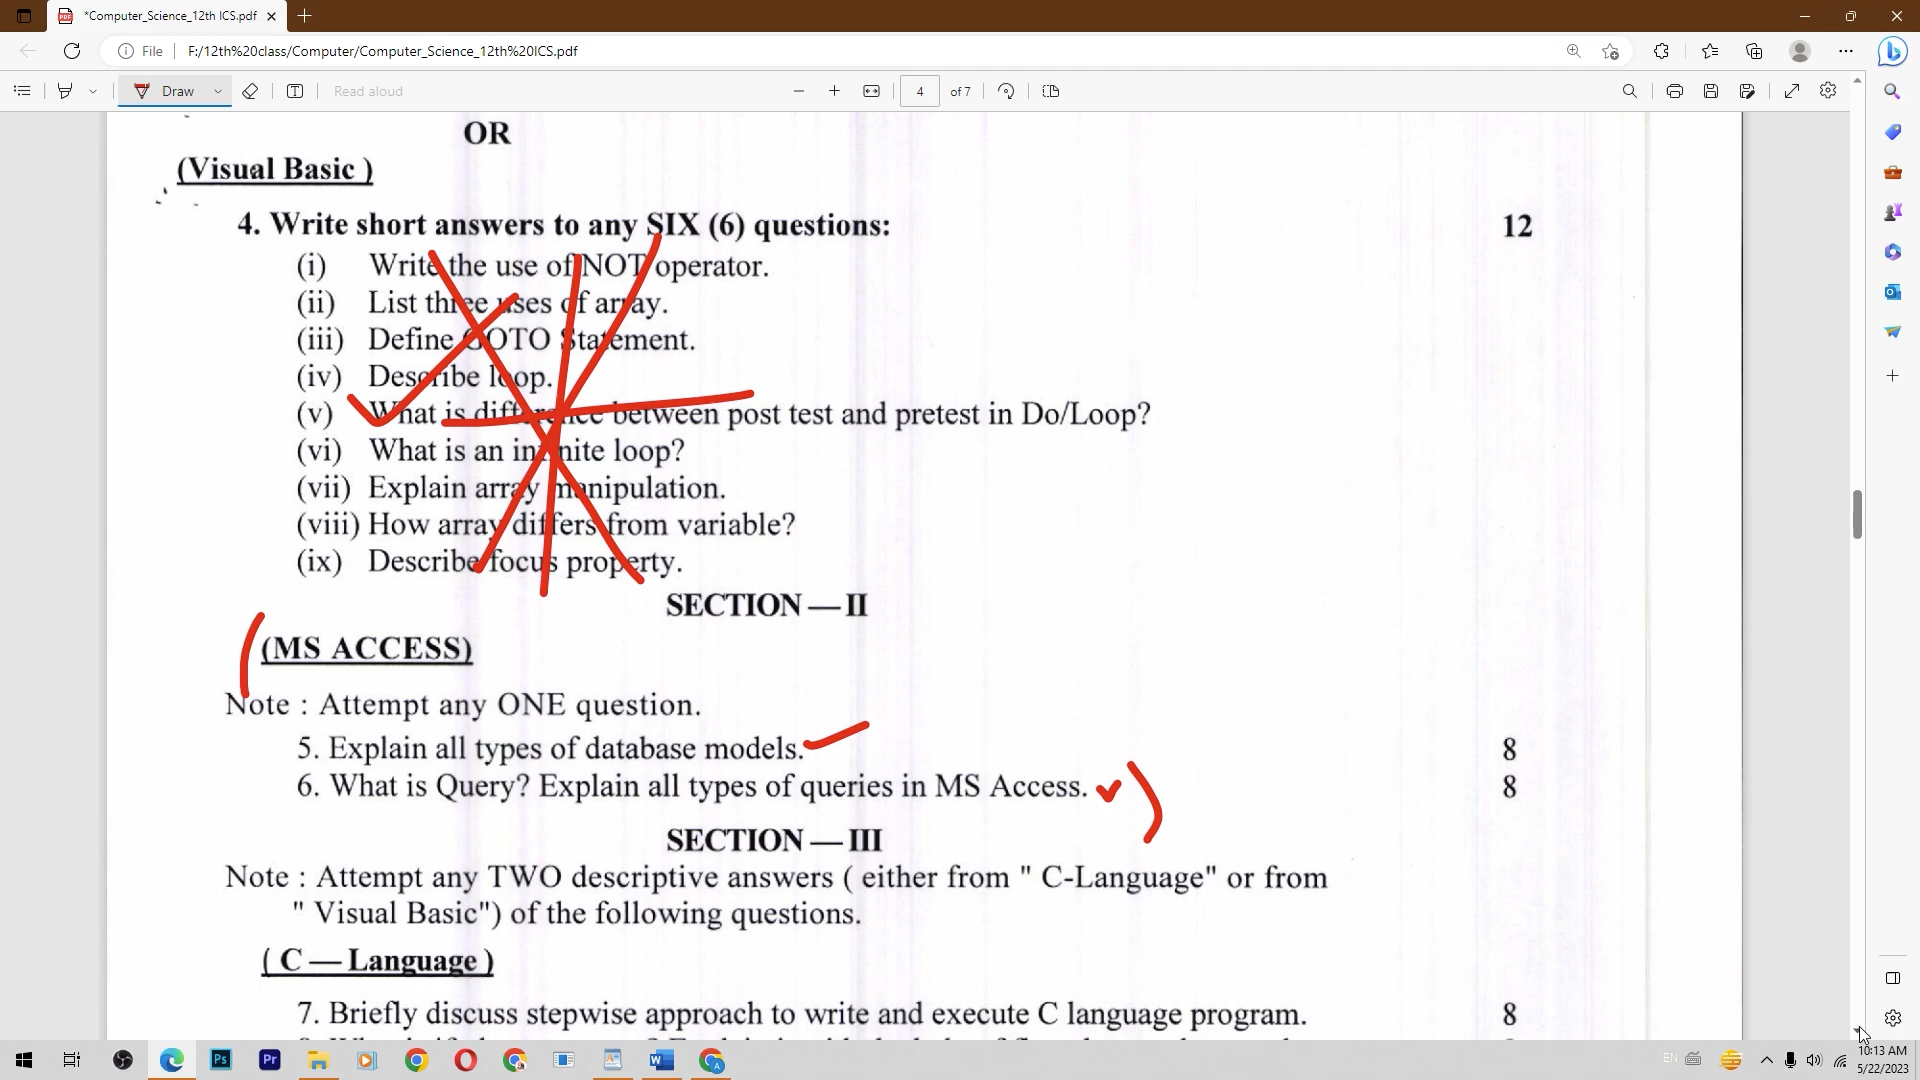 *Computer_Science_12th ICS.pdf
File F:/12th%20class/Computer/Computer_Science_12th%20ICS.pdf
Draw Read aloud 4 of 7
OR
(Visual Basic )
4. Write short answers to any SIX (6) questions: 12
(i) Write the use of NOT operator.
(ii) List three uses of array.
(iii) Define GOTO Statement.
(iv) Describe loop.
(v) What is difference between post test and pretest in Do/Loop?
(vi) What is an infinite loop?
(vii) Explain array manipulation.
(viii) How array differs from variable?
(ix) Describe focus property.
SECTION — II
(MS ACCESS)
Note : Attempt any ONE question.
5. Explain all types of database models. 8
6. What is Query? Explain all types of queries in MS Access. 8
SECTION — III
Note : Attempt any TWO descriptive answers ( either from " C-Language" or from
" Visual Basic") of the following questions.
( C — Language )
7. Briefly discuss stepwise approach to write and execute C language program. 8
EN 10:13 AM
5/22/2023